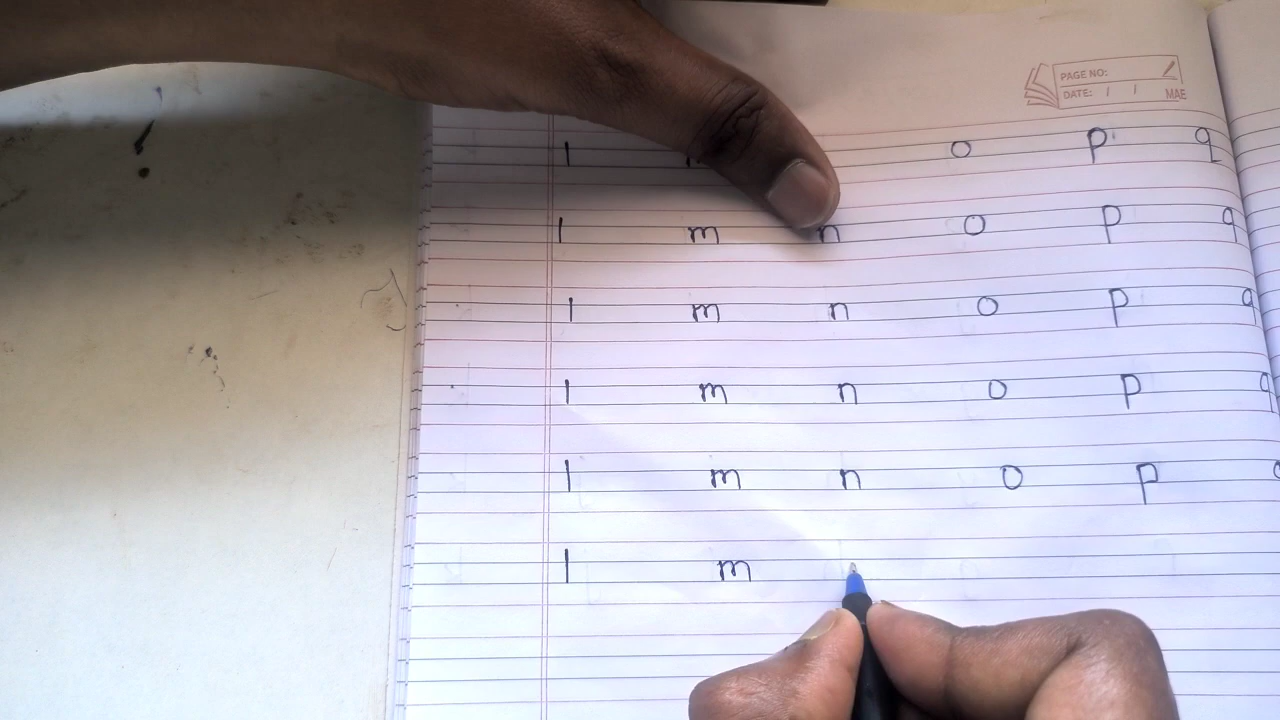 PAGE NO:
DATE: / /
MAE
l o p q
l m n o p q
l m n o p q
l m n o p q
l m n o p
l m